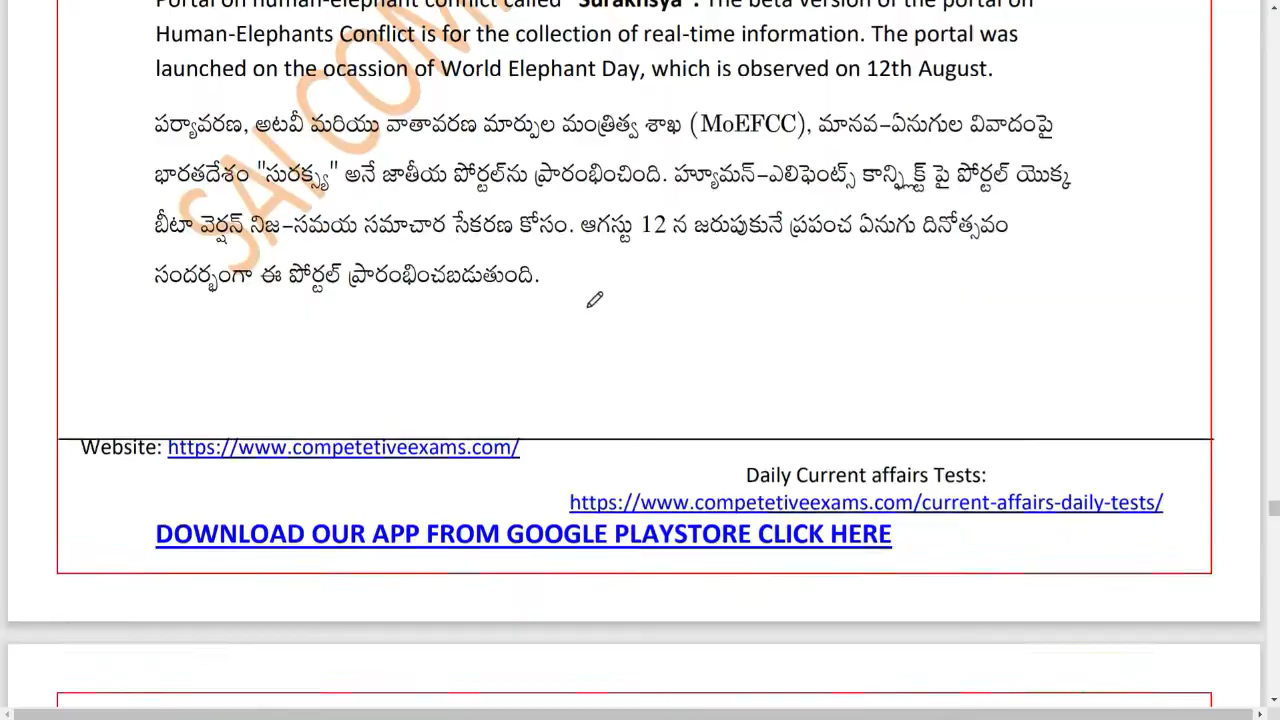 Portal on human-elephant conflict called "Surakhsya". The beta version of the portal on
Human-Elephants Conflict is for the collection of real-time information. The portal was
launched on the ocassion of World Elephant Day, which is observed on 12th August.
పర్యావరణ, అటవీ మరియు వాతావరణ మార్పుల మంత్రిత్వ శాఖ (MoEFCC), మానవ-ఏనుగుల వివాదంపై
భారతదేశం "సురక్స్య" అనే జాతీయ పోర్టల్‌ను ప్రారంభించింది. హ్యూమన్-ఎలిఫెంట్స్ కాన్ఫ్లిక్ట్ పై పోర్టల్ యొక్క
బీటా వెర్షన్ నిజ-సమయ సమాచార సేకరణ కోసం. ఆగస్టు 12 న జరుపుకునే ప్రపంచ ఏనుగు దినోత్సవం
సందర్భంగా ఈ పోర్టల్ ప్రారంభించబడుతుంది.
SAI COM
Website: https://www.competetiveexams.com/
Daily Current affairs Tests:
https://www.competetiveexams.com/current-affairs-daily-tests/
DOWNLOAD OUR APP FROM GOOGLE PLAYSTORE CLICK HERE